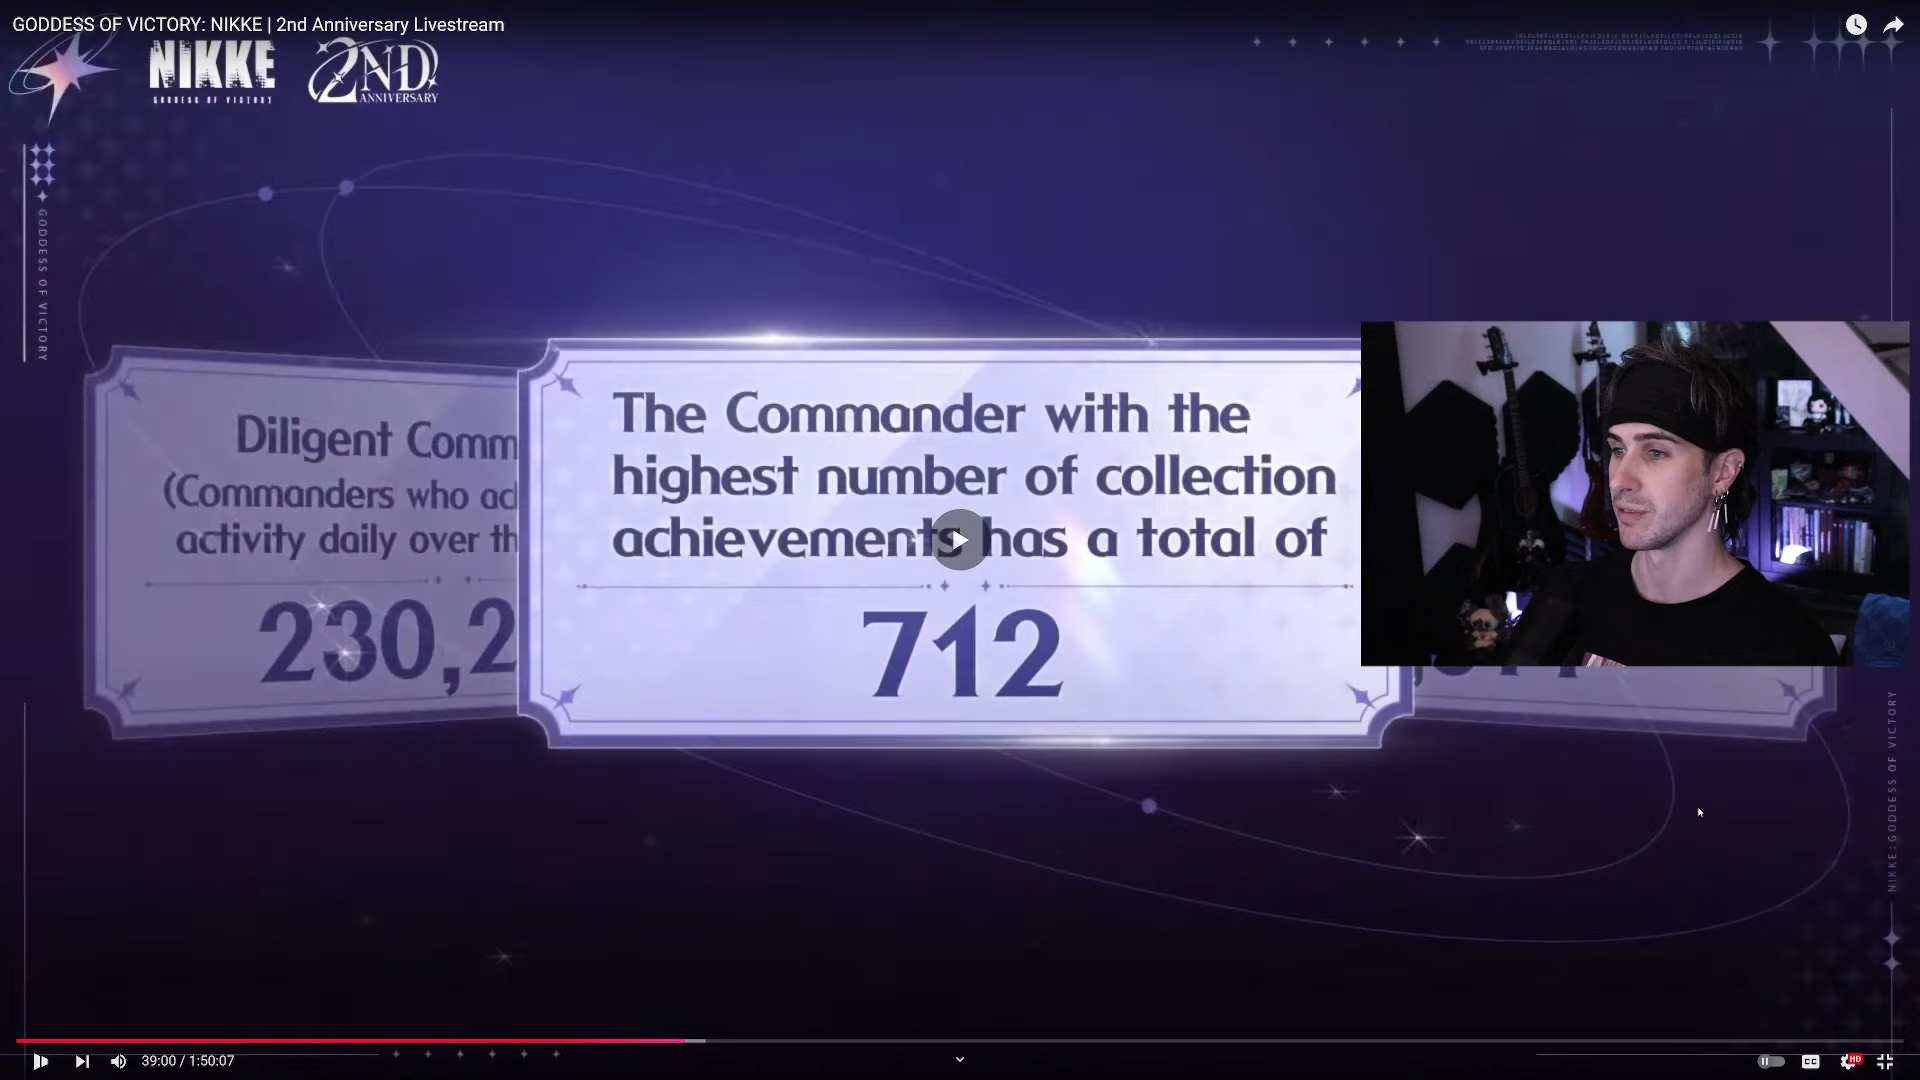 GODDESS OF VICTORY: NIKKE | 2nd Anniversary Livestream
NIKKE
GODDESS OF VICTORY
2ND
ANNIVERSARY
GODDESS OF VICTORY
Diligent Comm
(Commanders who ac
activity daily over th
230,2
The Commander with the
highest number of collection
achievements has a total of
712
NIKKE:GODDESS OF VICTORY
39:00 / 1:50:07
CC
HD